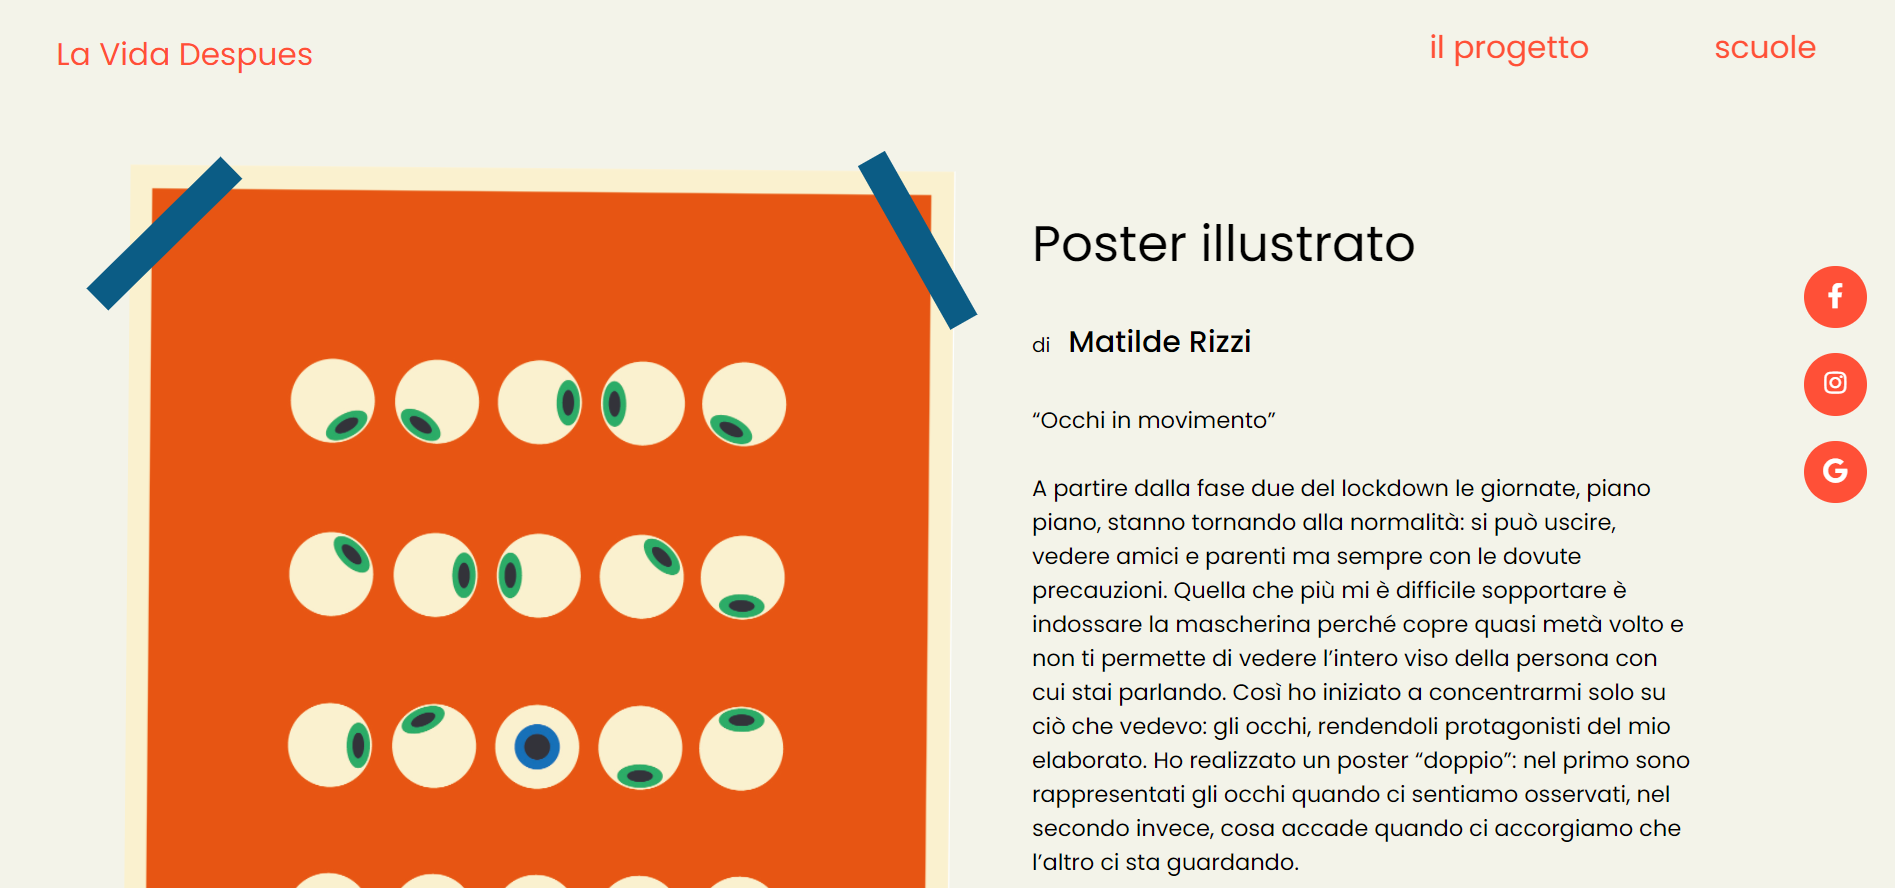 La Vida Despues
il progetto
scuole
Poster illustrato
di Matilde Rizzi
“Occhi in movimento”
A partire dalla fase due del lockdown le giornate, piano
piano, stanno tornando alla normalità: si può uscire,
vedere amici e parenti ma sempre con le dovute
precauzioni. Quella che più mi è difficile sopportare è
indossare la mascherina perché copre quasi metà volto e
non ti permette di vedere l’intero viso della persona con
cui stai parlando. Così ho iniziato a concentrarmi solo su
ciò che vedevo: gli occhi, rendendoli protagonisti del mio
elaborato. Ho realizzato un poster “doppio”: nel primo sono
rappresentati gli occhi quando ci sentiamo osservati, nel
secondo invece, cosa accade quando ci accorgiamo che
l’altro ci sta guardando.